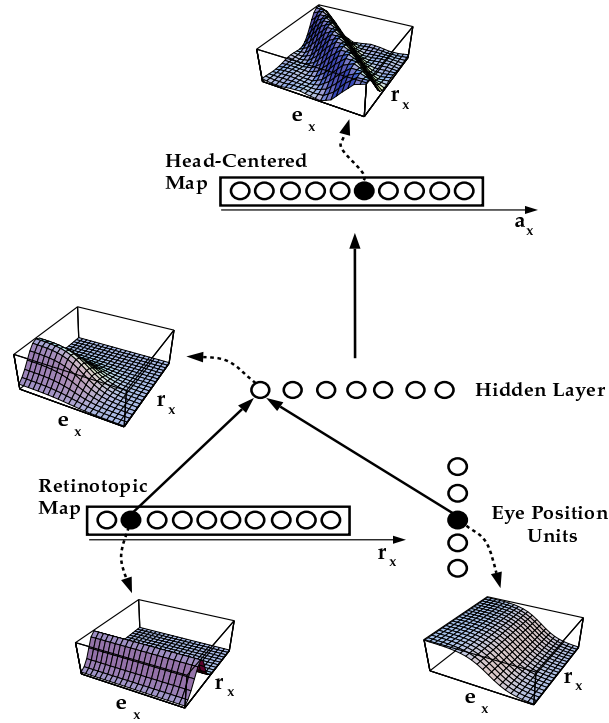 r x
e x
Head-Centered
Map
a x
r x
e x
Hidden Layer
Retinotopic
Map
Eye Position
Units
r x
r x
e x
r x
e x